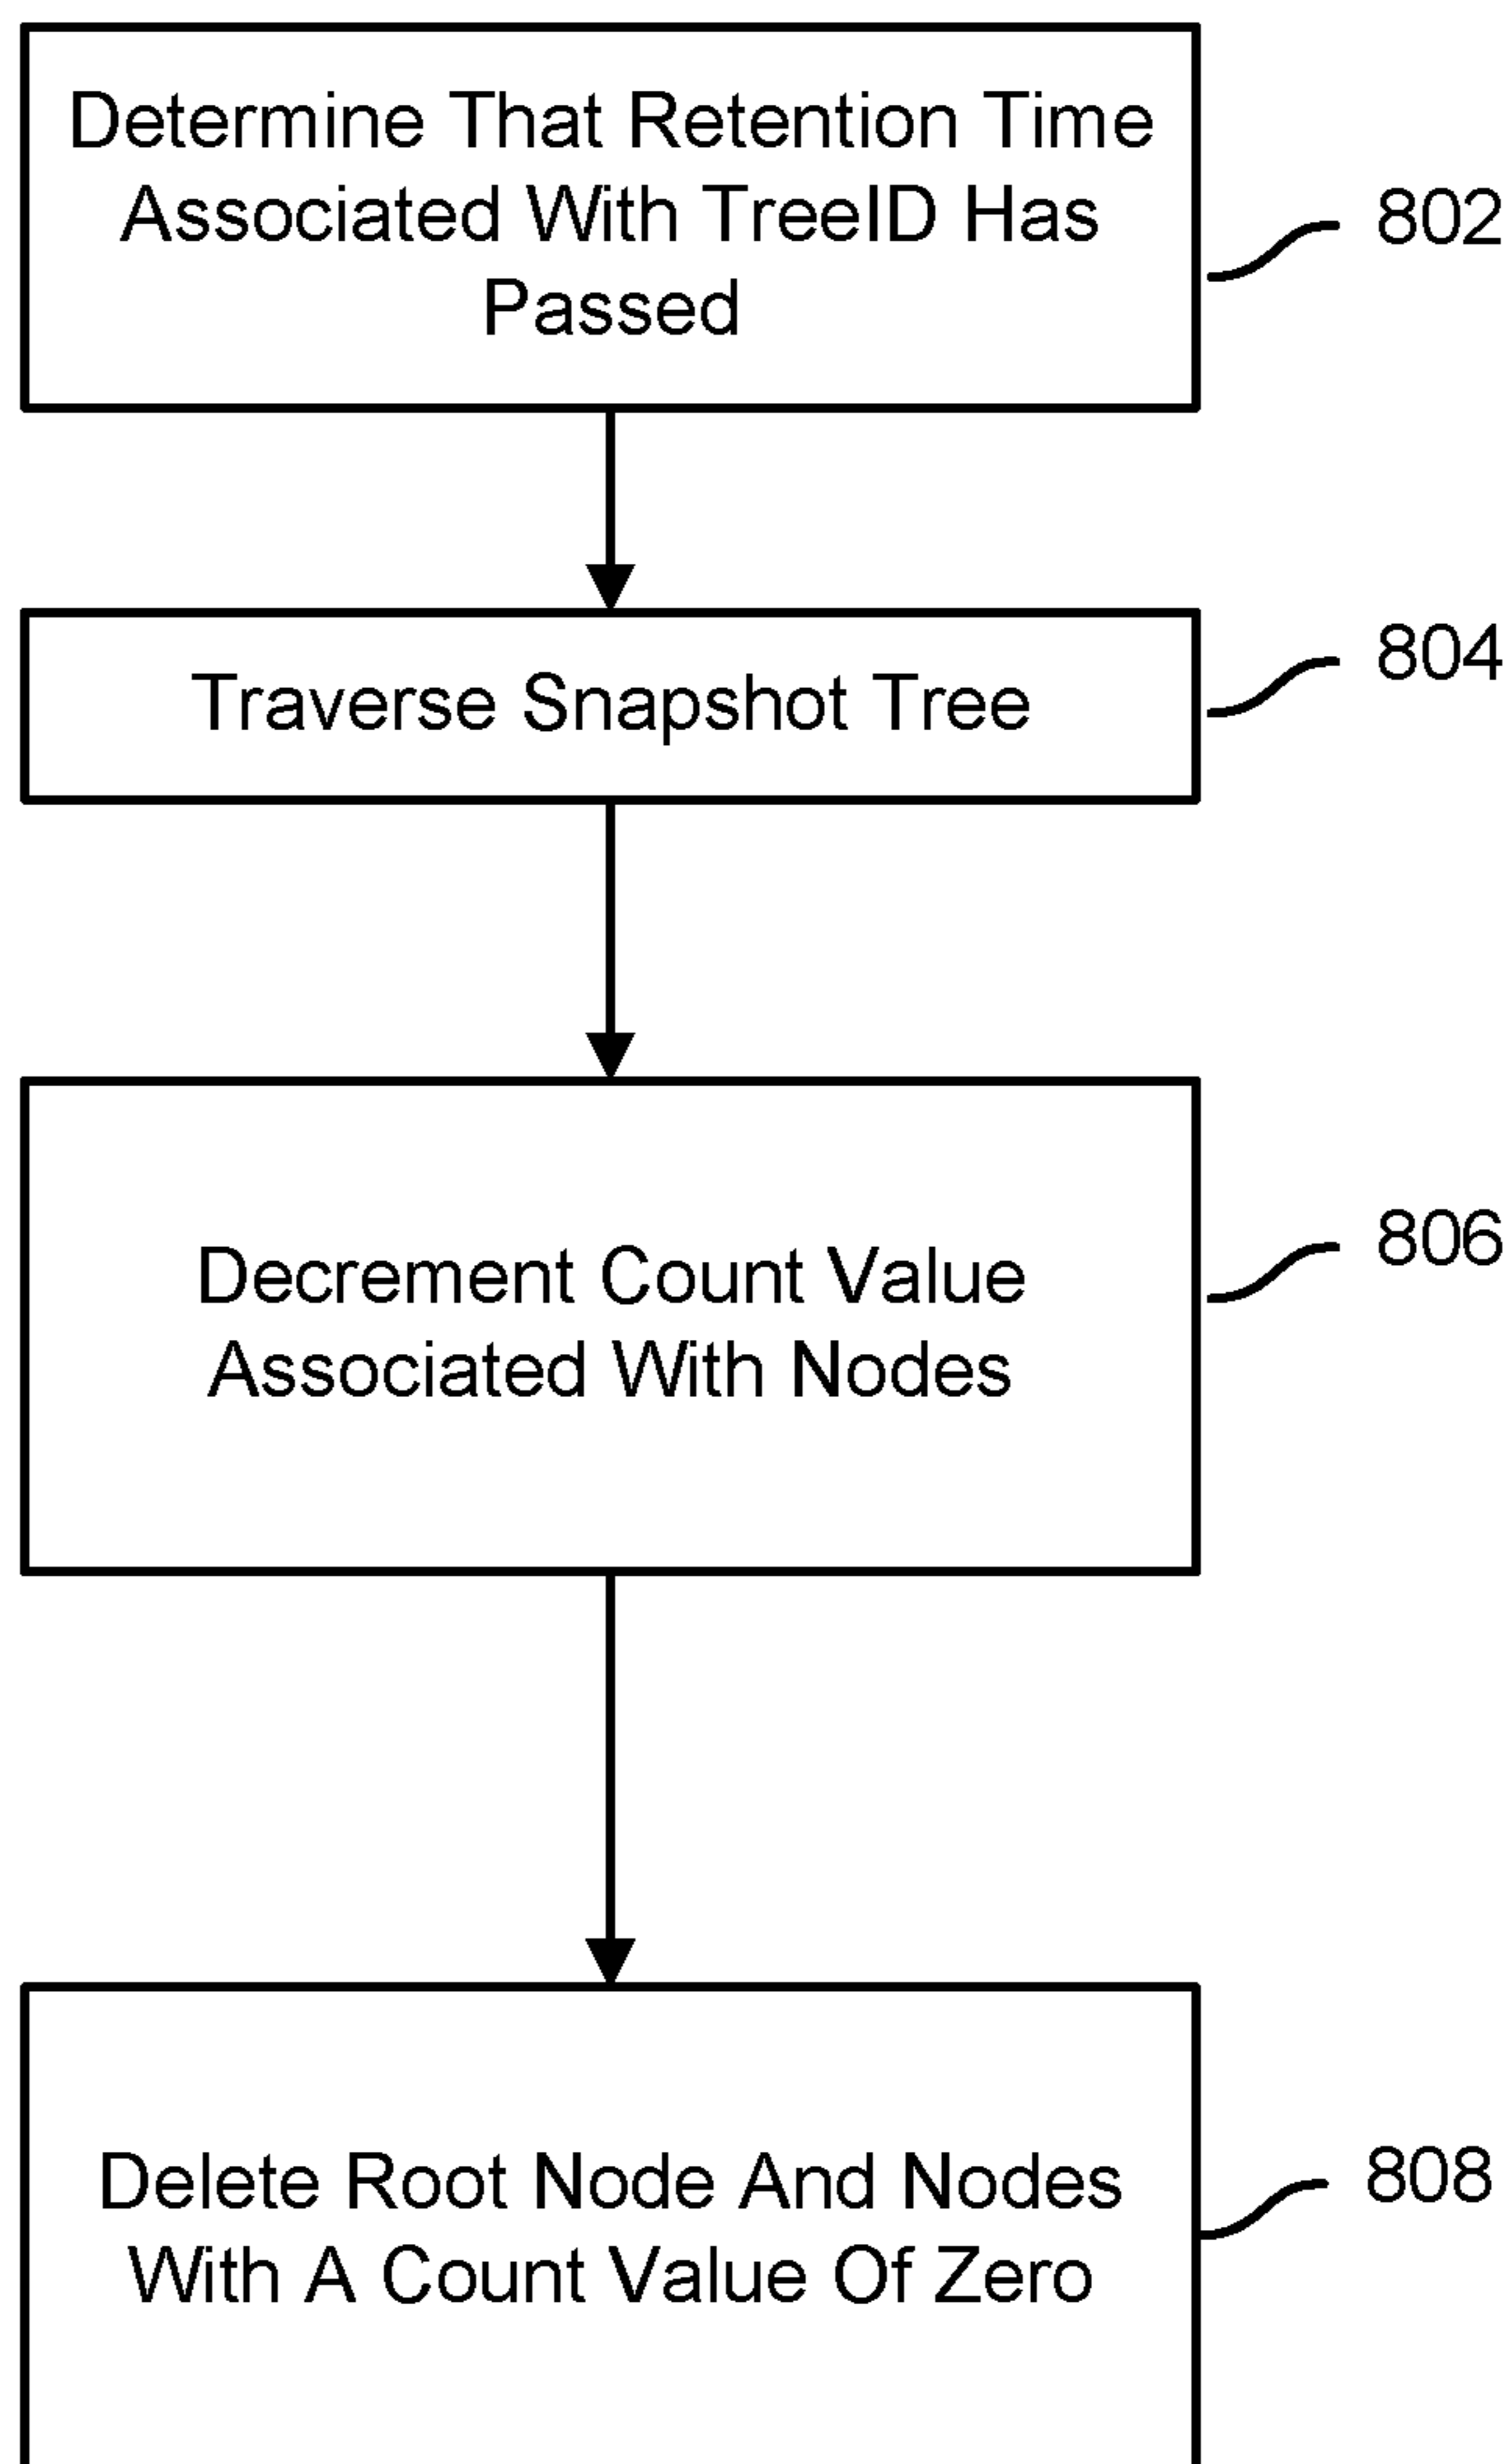 Determine That Retention Time
Associated With TreeID Has
Passed
802
Traverse Snapshot Tree
804
Decrement Count Value
Associated With Nodes
806
Delete Root Node And Nodes
With A Count Value Of Zero
808